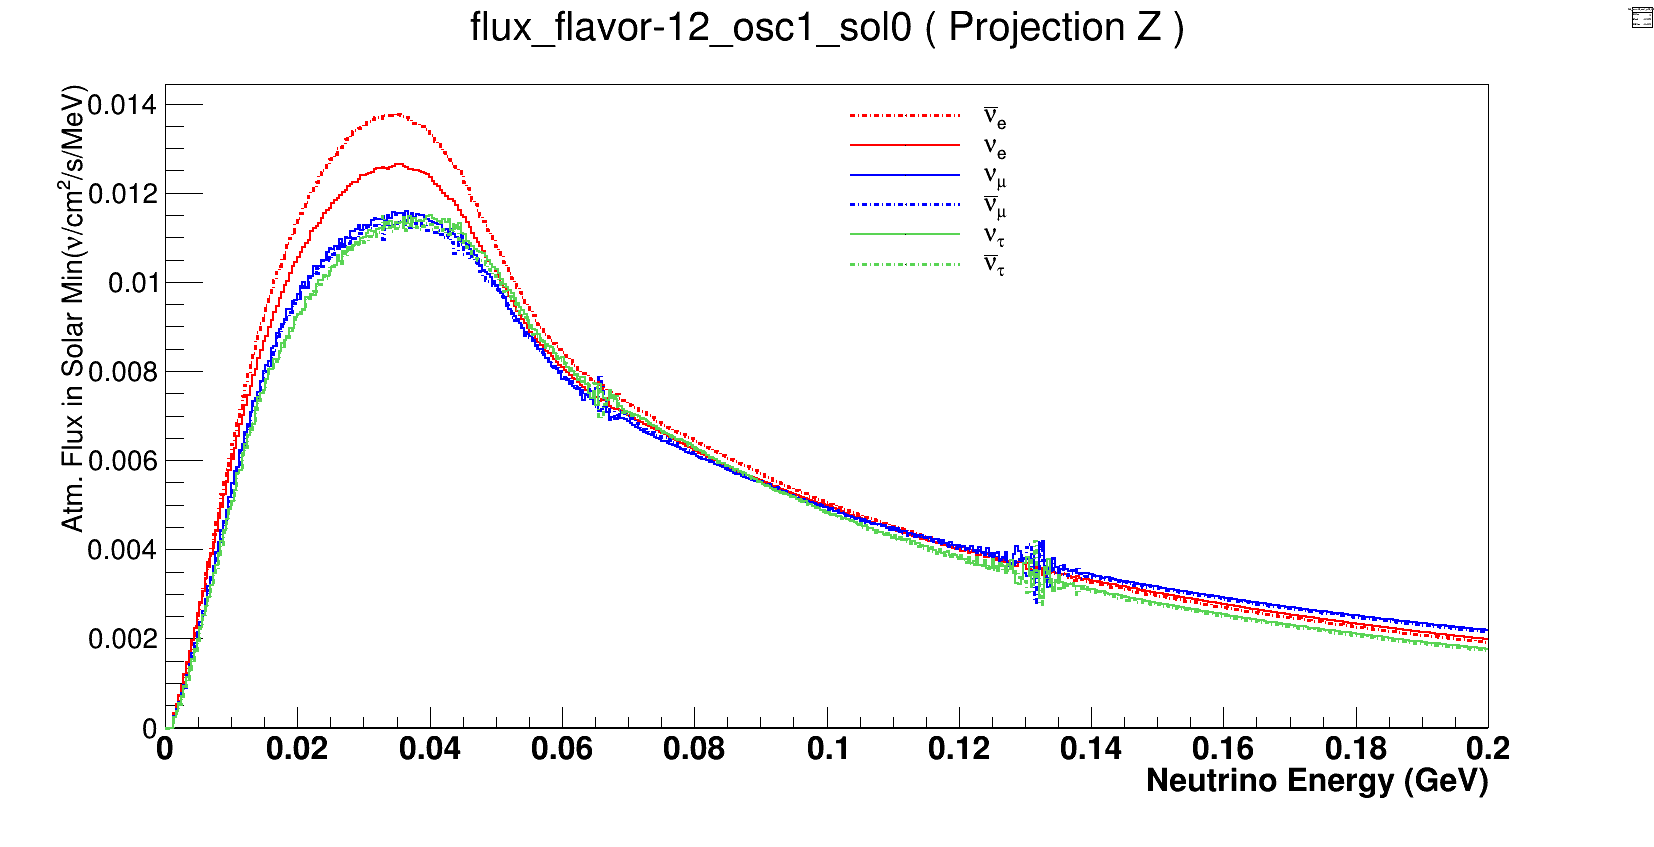 flux_flavor-12_osc1_sol0 ( Projection Z )
Atm. Flux in Solar Min(ν/cm²/s/MeV)
0.014
0.012
0.01
0.008
0.006
0.004
0.002
0
ν̅e
νe
νμ
ν̅μ
ντ
ν̅τ
0 0.02 0.04 0.06 0.08 0.1 0.12 0.14 0.16 0.18 0.2
Neutrino Energy (GeV)